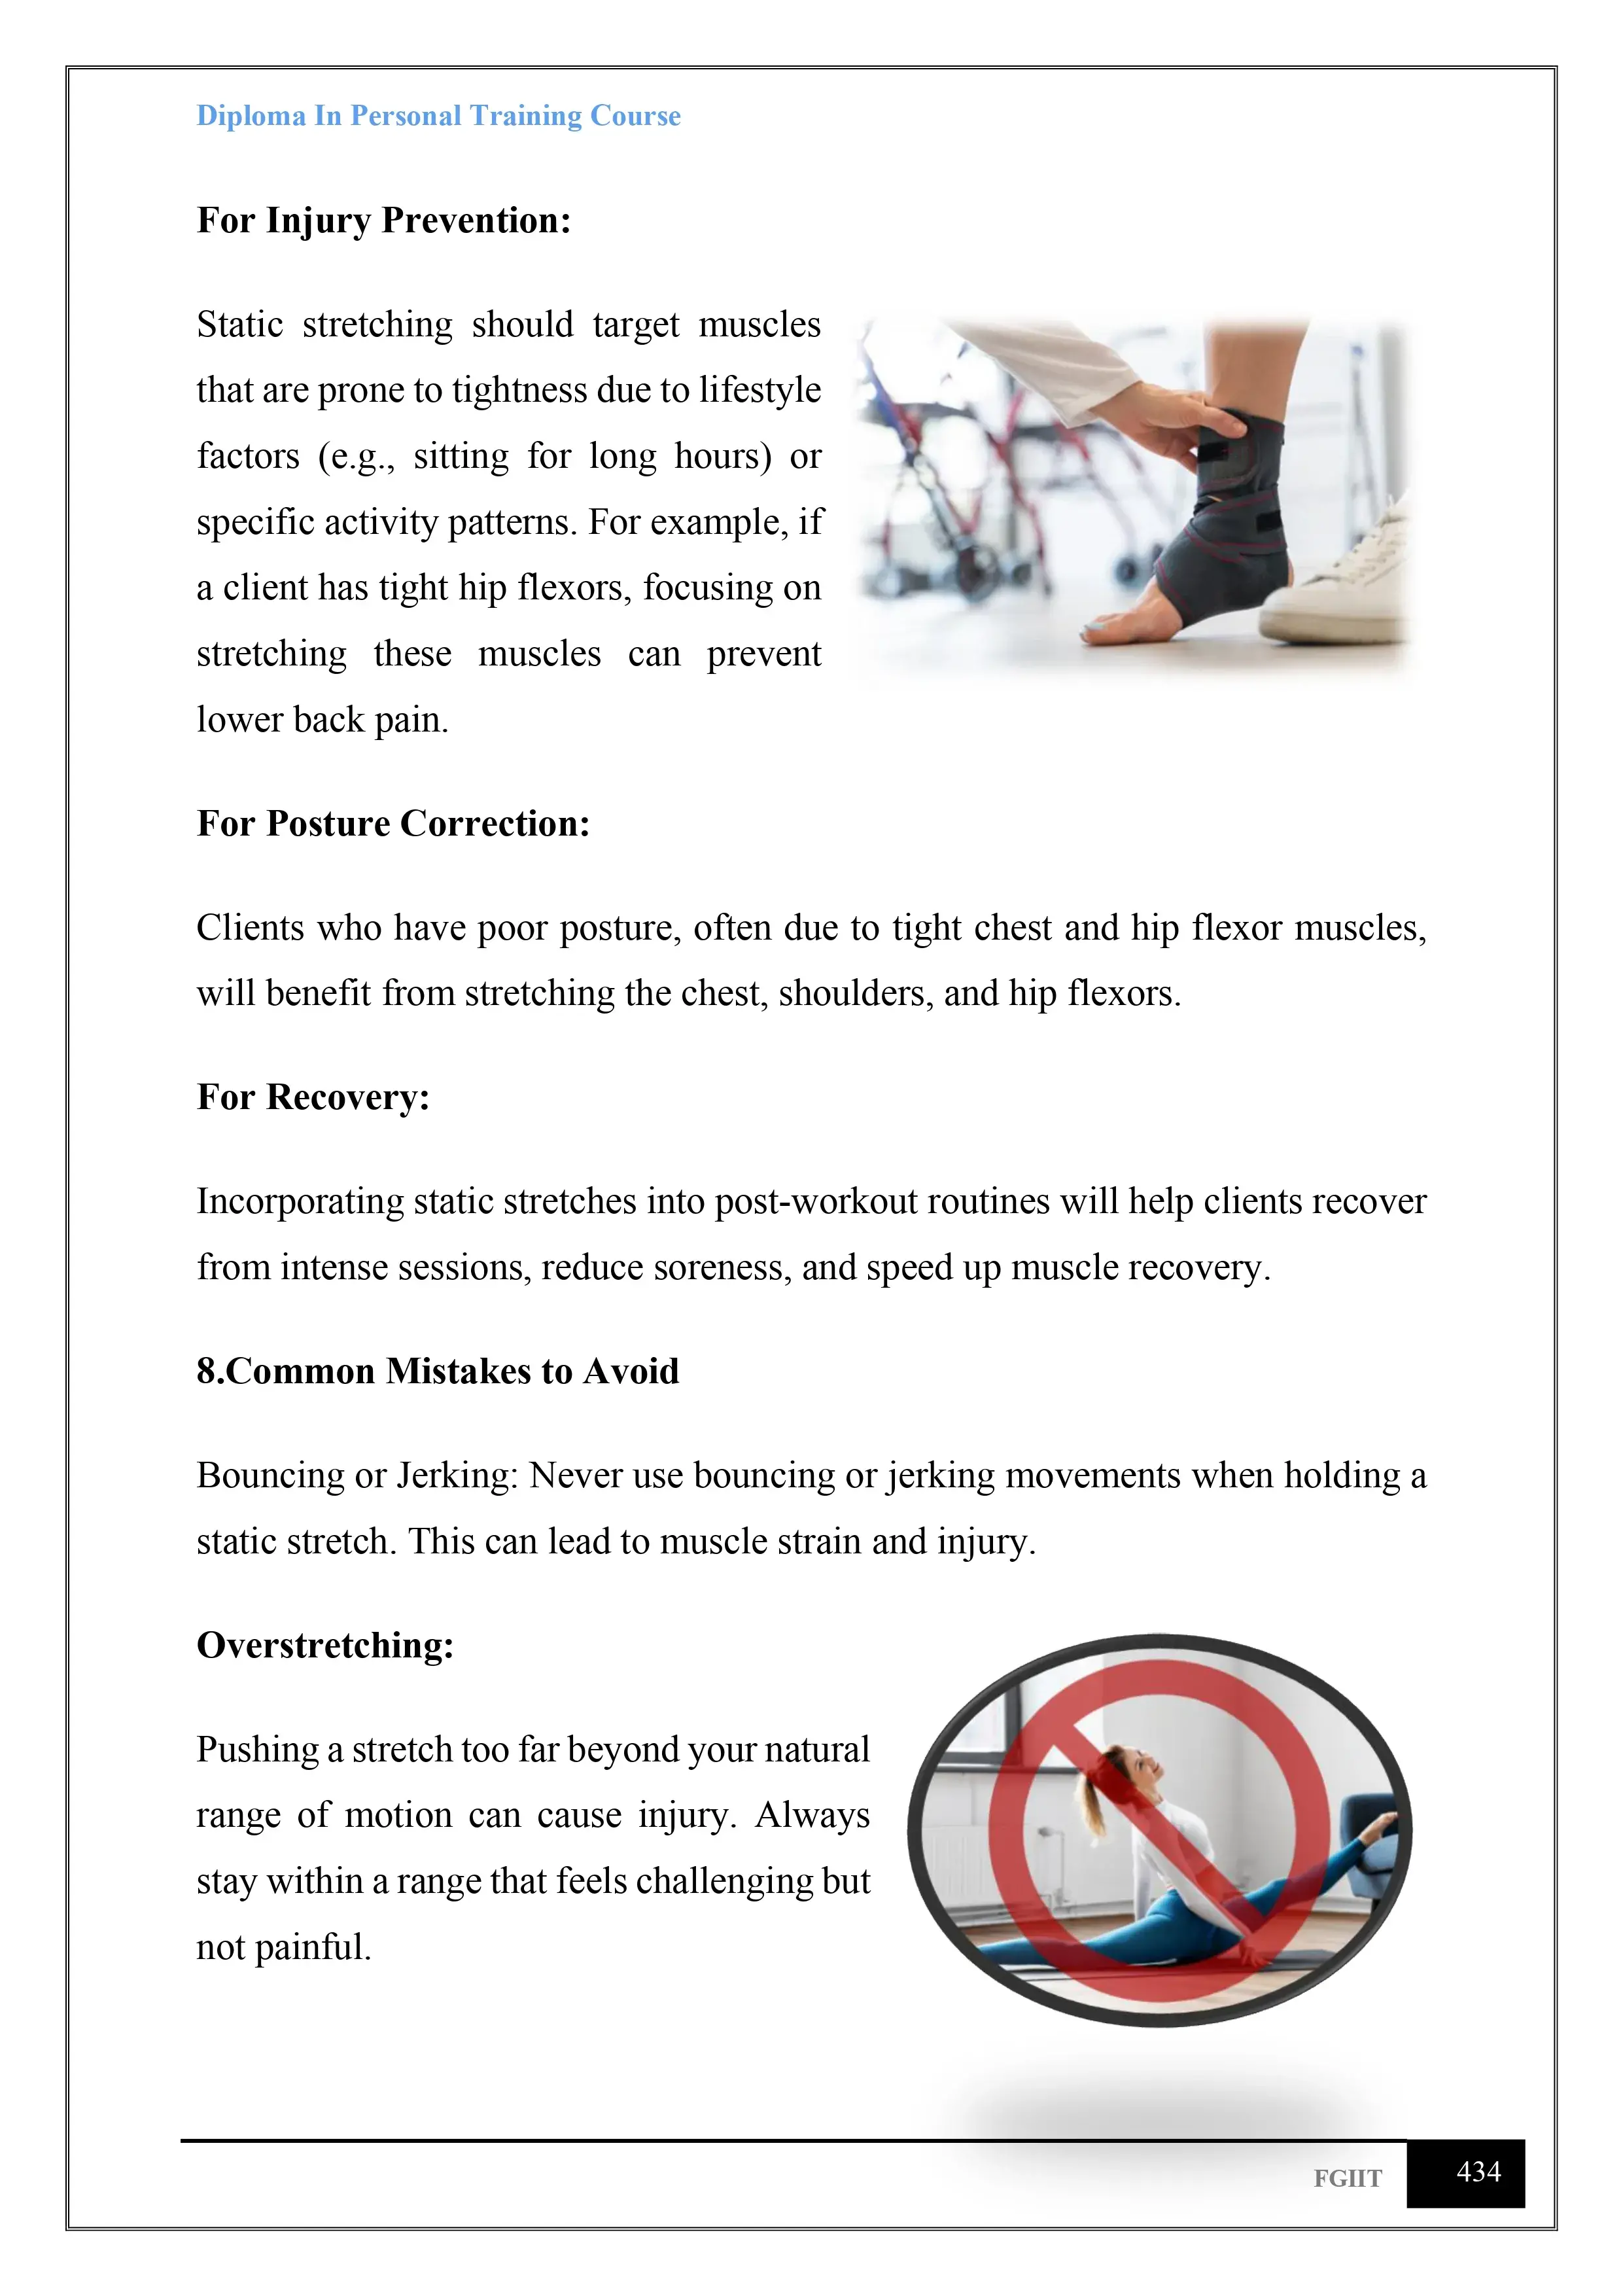 Diploma In Personal Training Course
For Injury Prevention:
Static stretching should target muscles
that are prone to tightness due to lifestyle
factors (e.g., sitting for long hours) or
specific activity patterns. For example, if
a client has tight hip flexors, focusing on
stretching these muscles can prevent
lower back pain.
For Posture Correction:
Clients who have poor posture, often due to tight chest and hip flexor muscles,
will benefit from stretching the chest, shoulders, and hip flexors.
For Recovery:
Incorporating static stretches into post-workout routines will help clients recover
from intense sessions, reduce soreness, and speed up muscle recovery.
8.Common Mistakes to Avoid
Bouncing or Jerking: Never use bouncing or jerking movements when holding a
static stretch. This can lead to muscle strain and injury.
Overstretching:
Pushing a stretch too far beyond your natural
range of motion can cause injury. Always
stay within a range that feels challenging but
not painful.
FGIIT
434